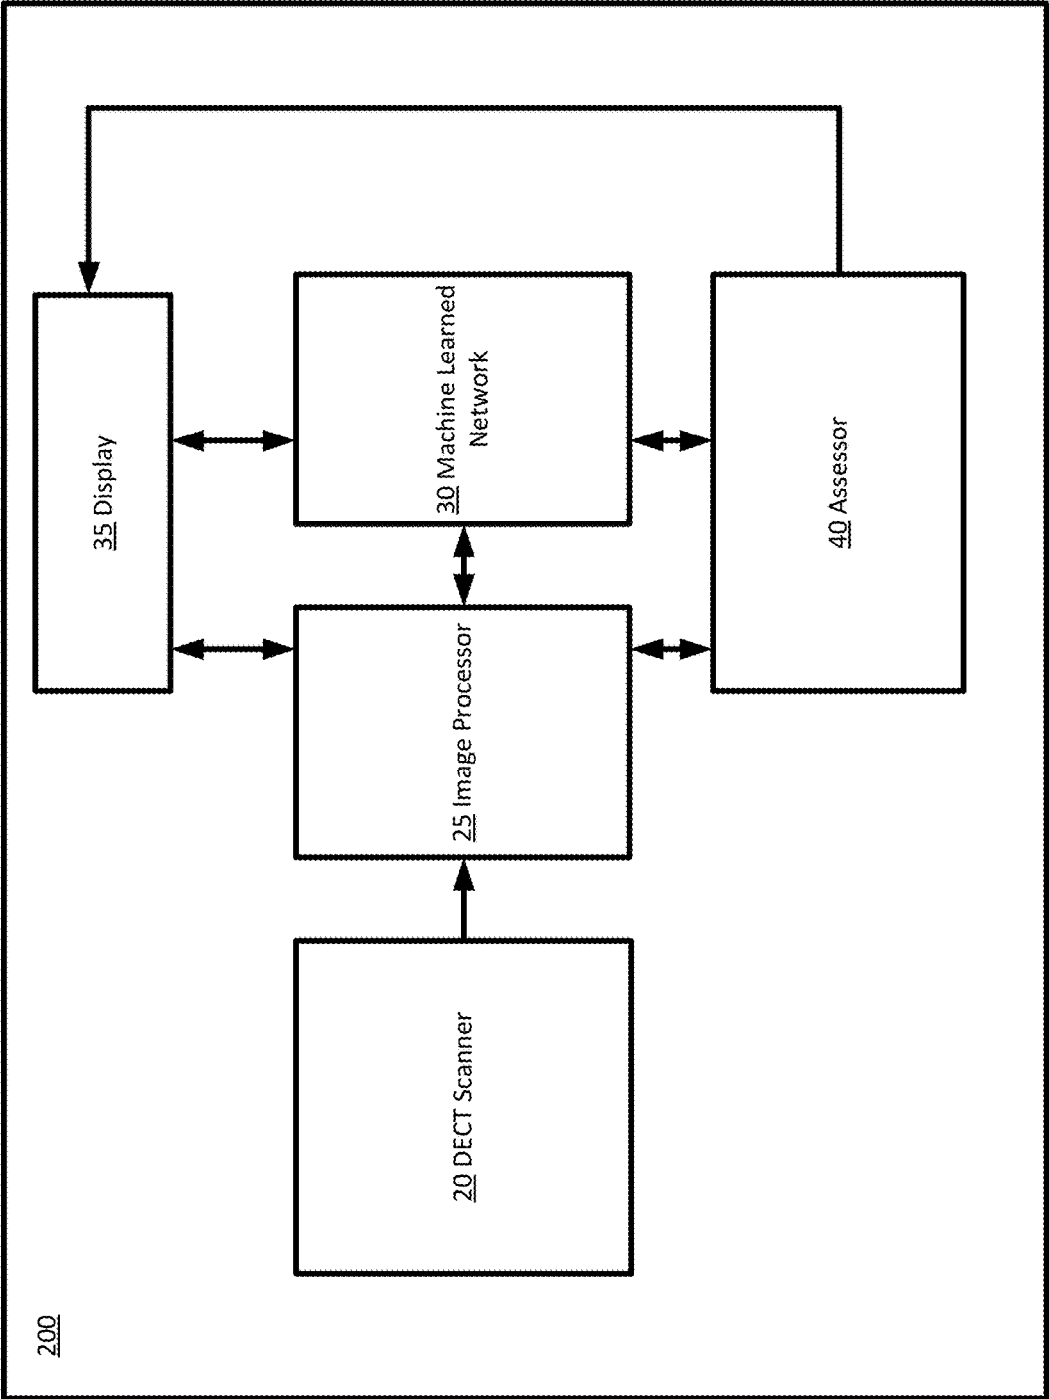 200
35 Display
20 DECT Scanner
25 Image Processor
30 Machine Learned
Network
40 Assessor